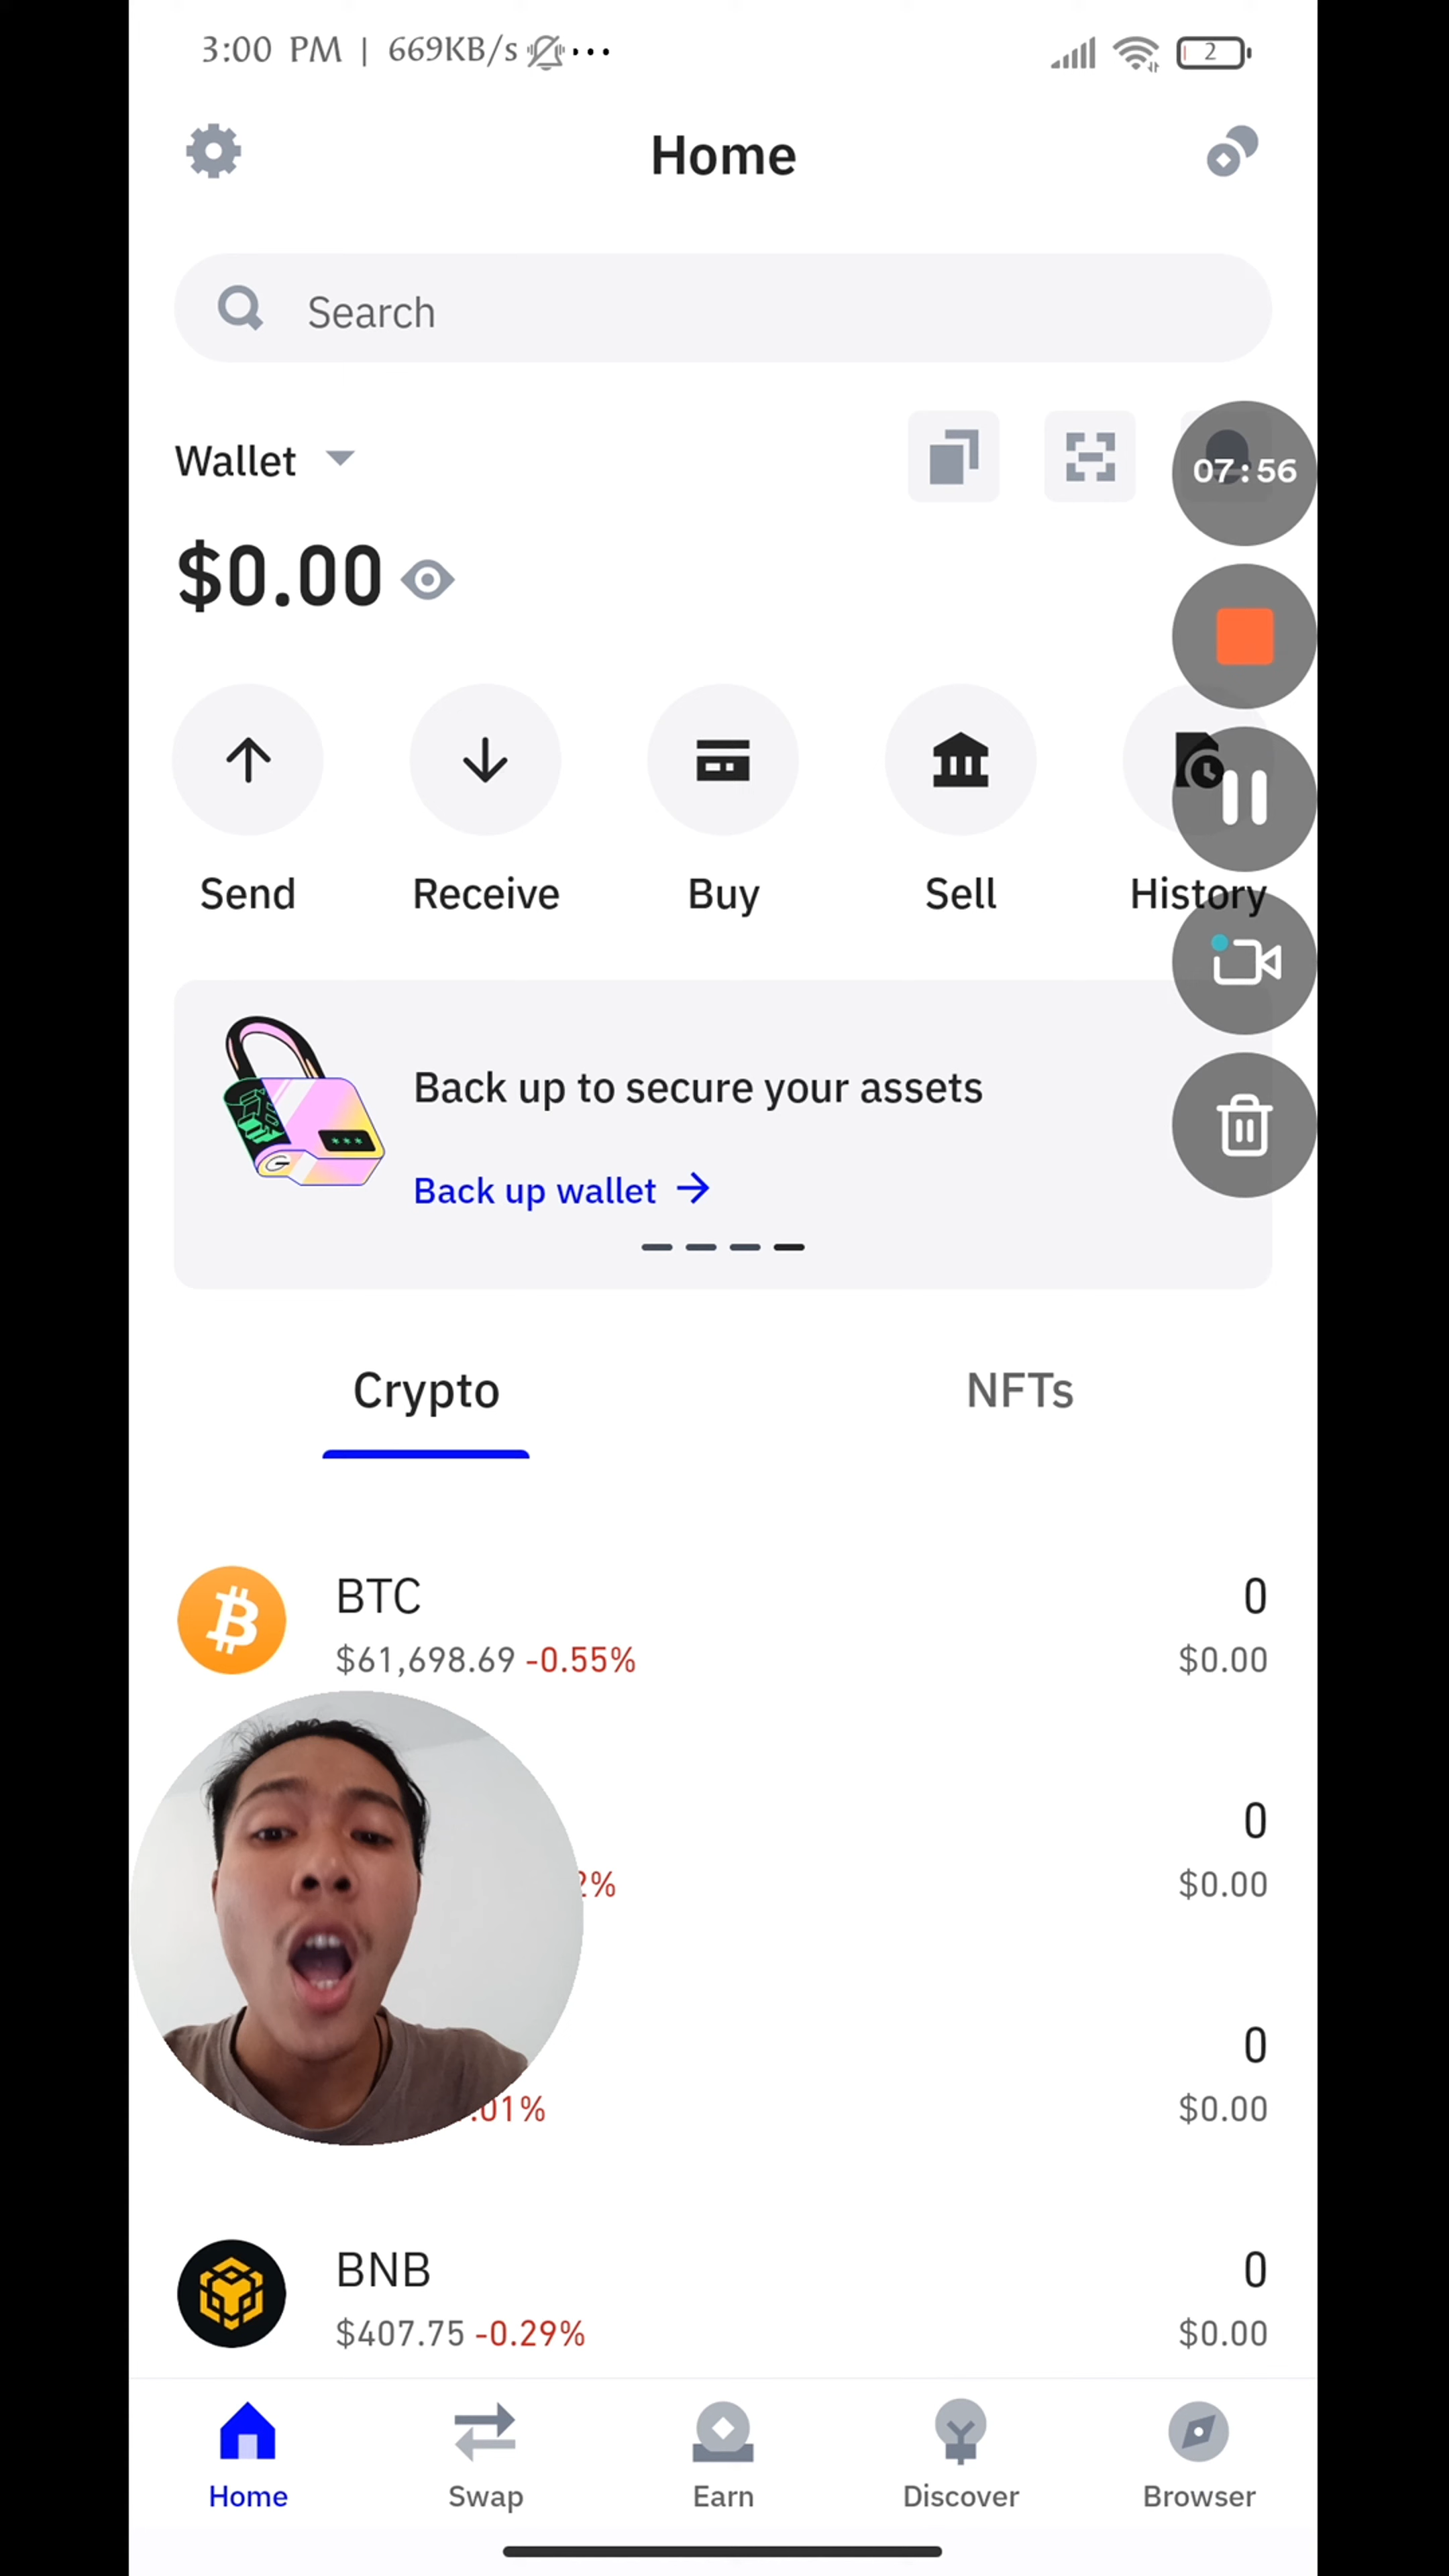 3:00 PM | 669KB/s ...
2
Home
Search
Wallet
07:56
$0.00
Send
Receive
Buy
Sell
History
Back up to secure your assets
Back up wallet →
Crypto
NFTs
BTC
0
$61,698.69 -0.55%
$0.00
0
2%
$0.00
0
.01%
$0.00
BNB
0
$407.75 -0.29%
$0.00
Home
Swap
Earn
Discover
Browser